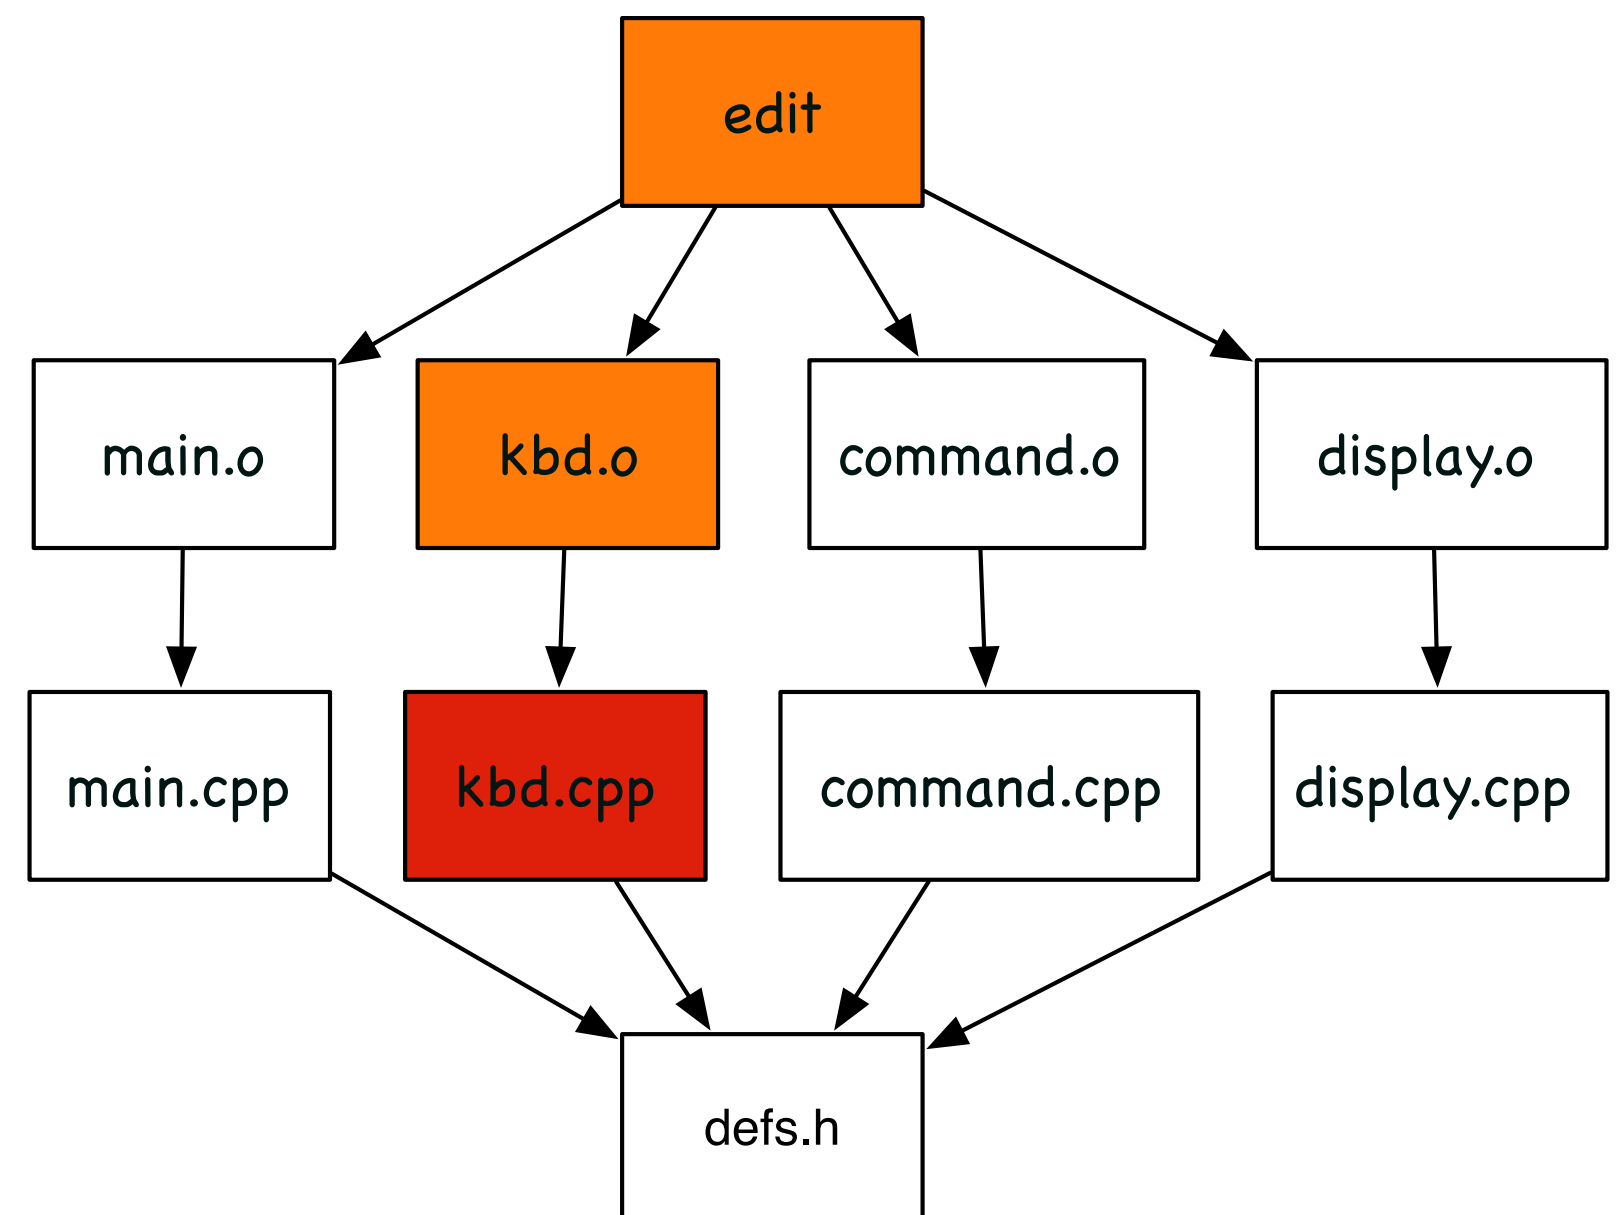 edit
main.o
kbd.o
command.o
display.o
main.cpp
kbd.cpp
command.cpp
display.cpp
defs.h